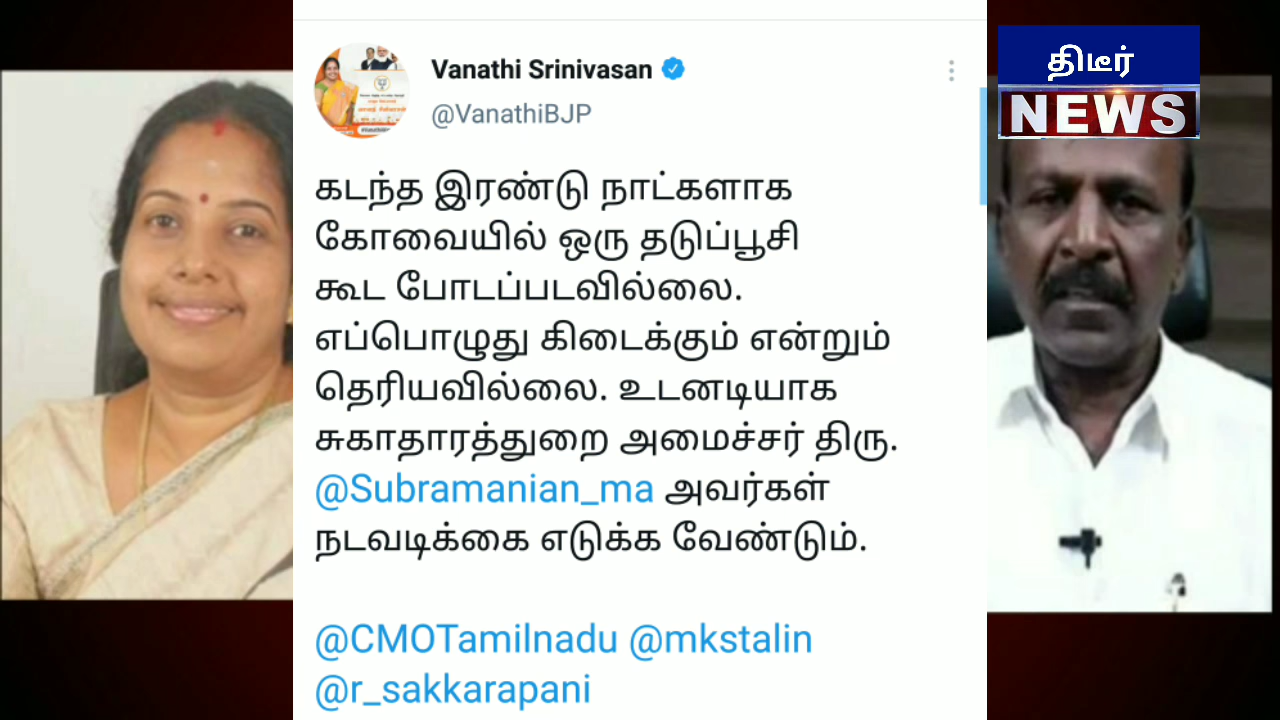 Vanathi Srinivasan
@VanathiBJP
திடீர்
NEWS
கடந்த இரண்டு நாட்களாக
கோவையில் ஒரு தடுப்பூசி
கூட போடப்படவில்லை.
எப்பொழுது கிடைக்கும் என்றும்
தெரியவில்லை. உடனடியாக
சுகாதாரத்துறை அமைச்சர் திரு.
@Subramanian_ma அவர்கள்
நடவடிக்கை எடுக்க வேண்டும்.
@CMOTamilnadu @mkstalin
@r_sakkarapani